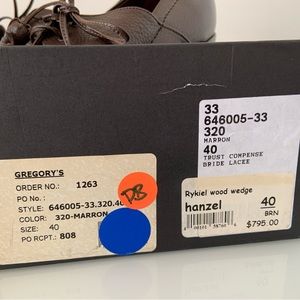 33
646005-33
320
MARRON
40
TRUST COMPENSE
BRIDE LACEE
GREGORY'S
ORDER NO.: 1263
PO No.:
STYLE: 646005-33.320.40
COLOR: 320-MARRON
SIZE: 40
PO RCPT.: 808
DB
Rykiel wood wedge
hanzel
40
BRN
$795.00